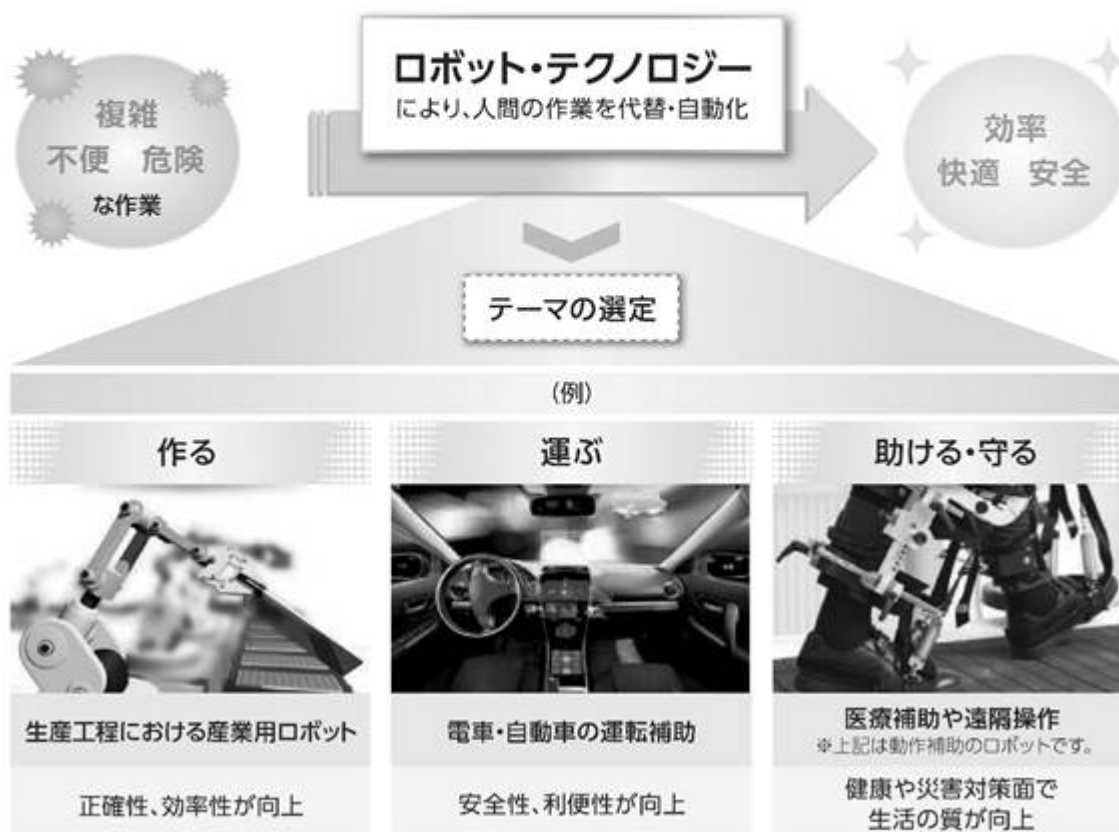 複雑
不便 危険
な作業
ロボット・テクノロジー
により、人間の作業を代替・自動化
効率
快適 安全
テーマの選定
(例)
作る
運ぶ
助ける・守る
生産工程における産業用ロボット
電車・自動車の運転補助
医療補助や遠隔操作
※上記は動作補助のロボットです。
正確性、効率性が向上
安全性、利便性が向上
健康や災害対策面で
生活の質が向上